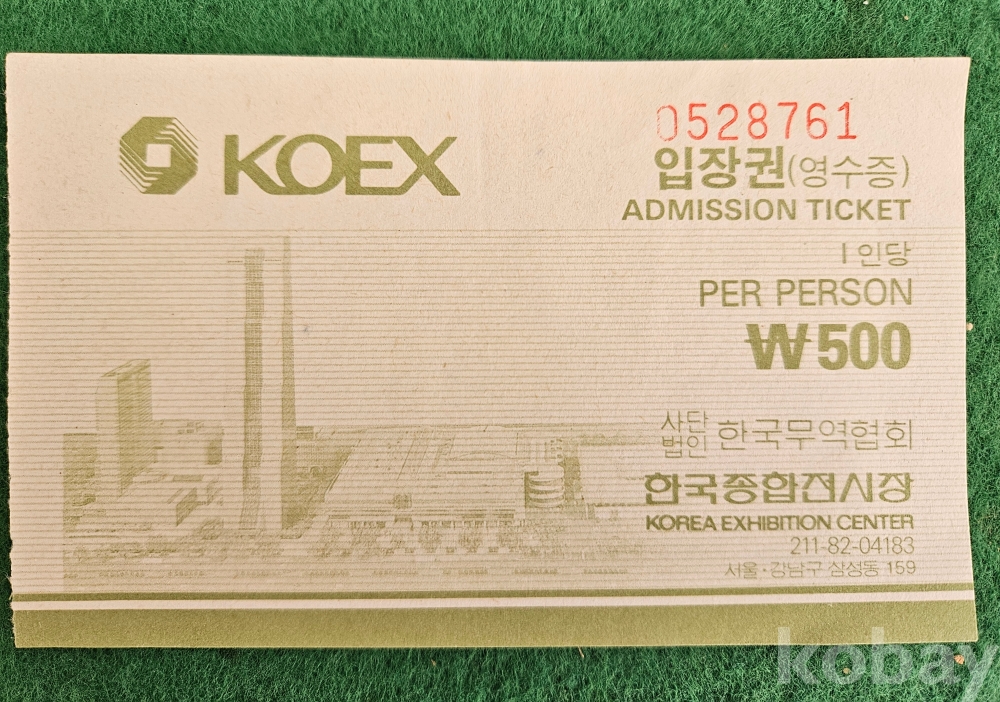 KOEX
0528761
입장권(영수증)
ADMISSION TICKET
1인당
PER PERSON
₩500
사단법인 한국무역협회
한국종합전시장
KOREA EXHIBITION CENTER
211-82-04183
서울·강남구 삼성동 159
kobay